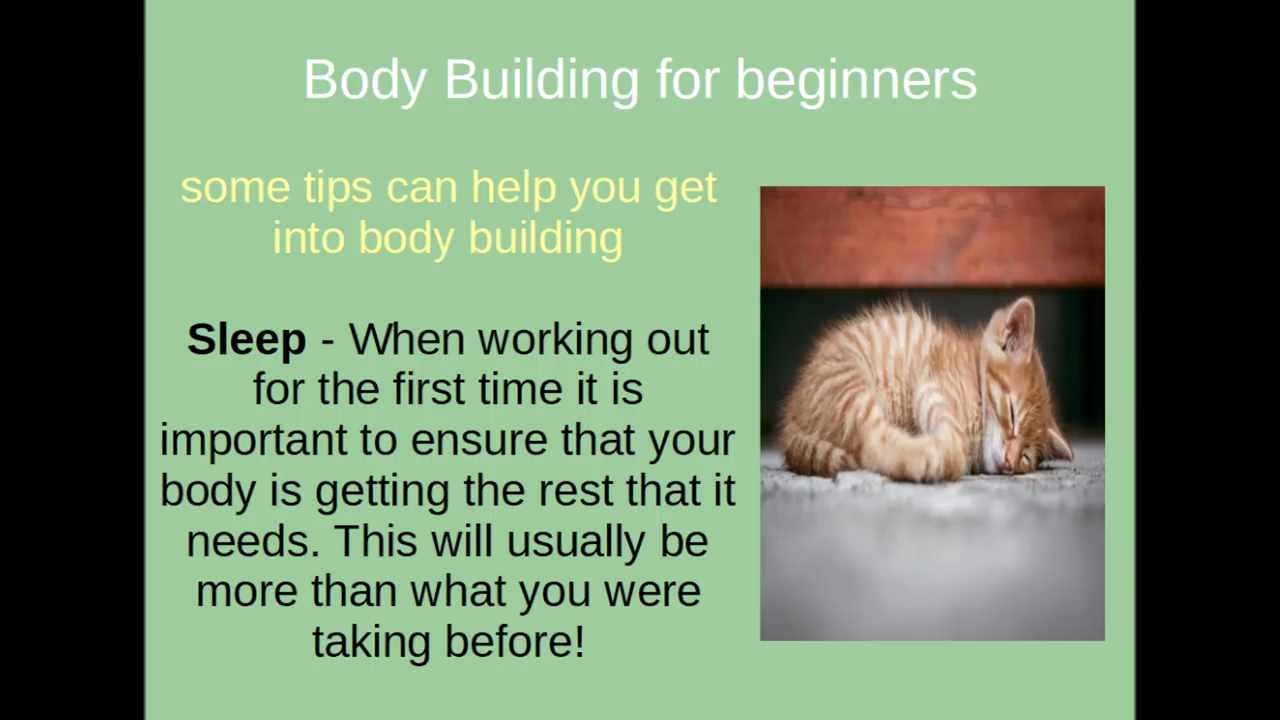 Body Building for beginners
some tips can help you get
into body building
Sleep - When working out
for the first time it is
important to ensure that your
body is getting the rest that it
needs. This will usually be
more than what you were
taking before!